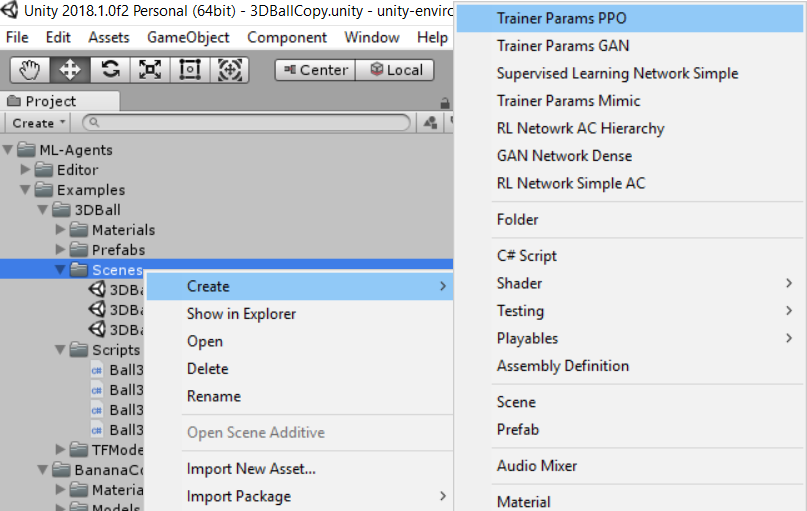 Unity 2018.1.0f2 Personal (64bit) - 3DBallCopy.unity - unity-enviro
File Edit Assets GameObject Component Window Help
Center Local
Project
Create
ML-Agents
Editor
Examples
3DBall
Materials
Prefabs
Scenes
3DBa
3DBa
3DBa
Scripts
Ball3
Ball3
Ball3
Ball3
TFMode
BananaCo
Materia
Models
Create
Show in Explorer
Open
Delete
Rename
Open Scene Additive
Import New Asset...
Import Package
Trainer Params PPO
Trainer Params GAN
Supervised Learning Network Simple
Trainer Params Mimic
RL Netowrk AC Hierarchy
GAN Network Dense
RL Network Simple AC
Folder
C# Script
Shader
Testing
Playables
Assembly Definition
Scene
Prefab
Audio Mixer
Material